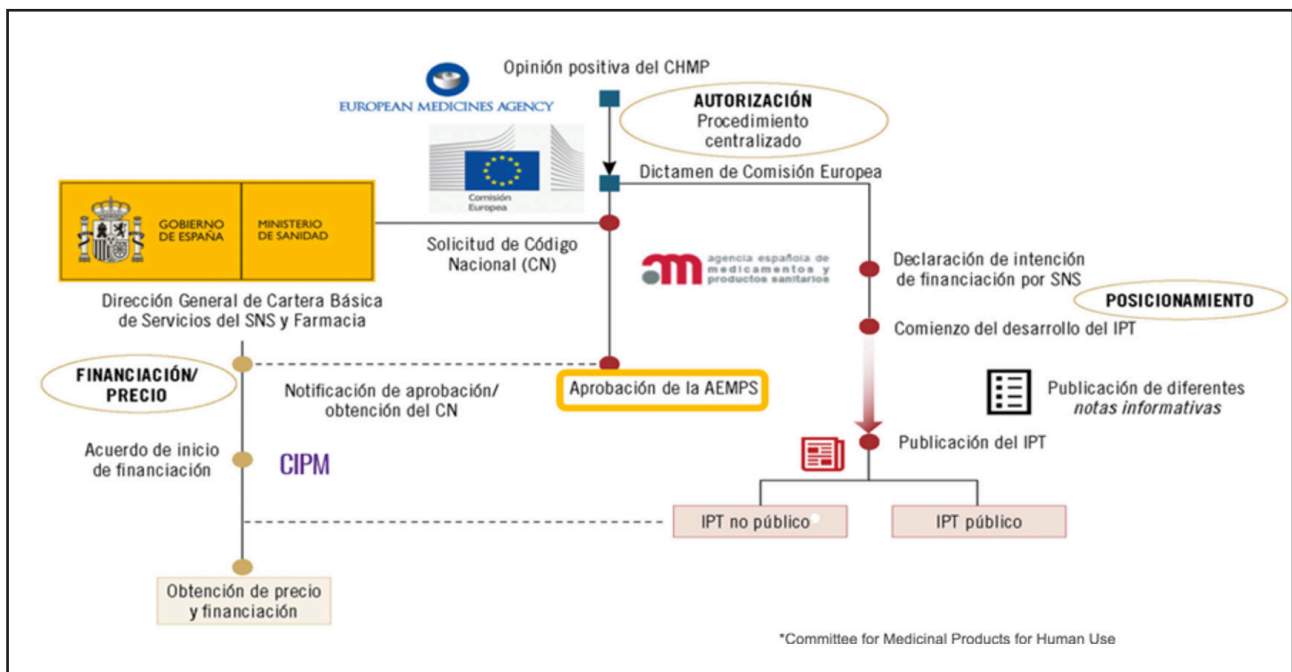 Opinión positiva del CHMP
EUROPEAN MEDICINES AGENCY
AUTORIZACIÓN
Procedimiento
centralizado
Comisión
Europea
Dictamen de Comisión Europea
GOBIERNO
DE ESPAÑA
MINISTERIO
DE SANIDAD
Solicitud de Código
Nacional (CN)
agencia española de
medicamentos y
productos sanitarios
Declaración de intención
de financiación por SNS
POSICIONAMIENTO
Dirección General de Cartera Básica
de Servicios del SNS y Farmacia
Comienzo del desarrollo del IPT
FINANCIACIÓN/
PRECIO
Notificación de aprobación/
obtención del CN
Aprobación de la AEMPS
Publicación de diferentes
notas informativas
Acuerdo de inicio
de financiación
CIPM
Publicación del IPT
IPT no público
IPT público
Obtención de precio
y financiación
*Committee for Medicinal Products for Human Use